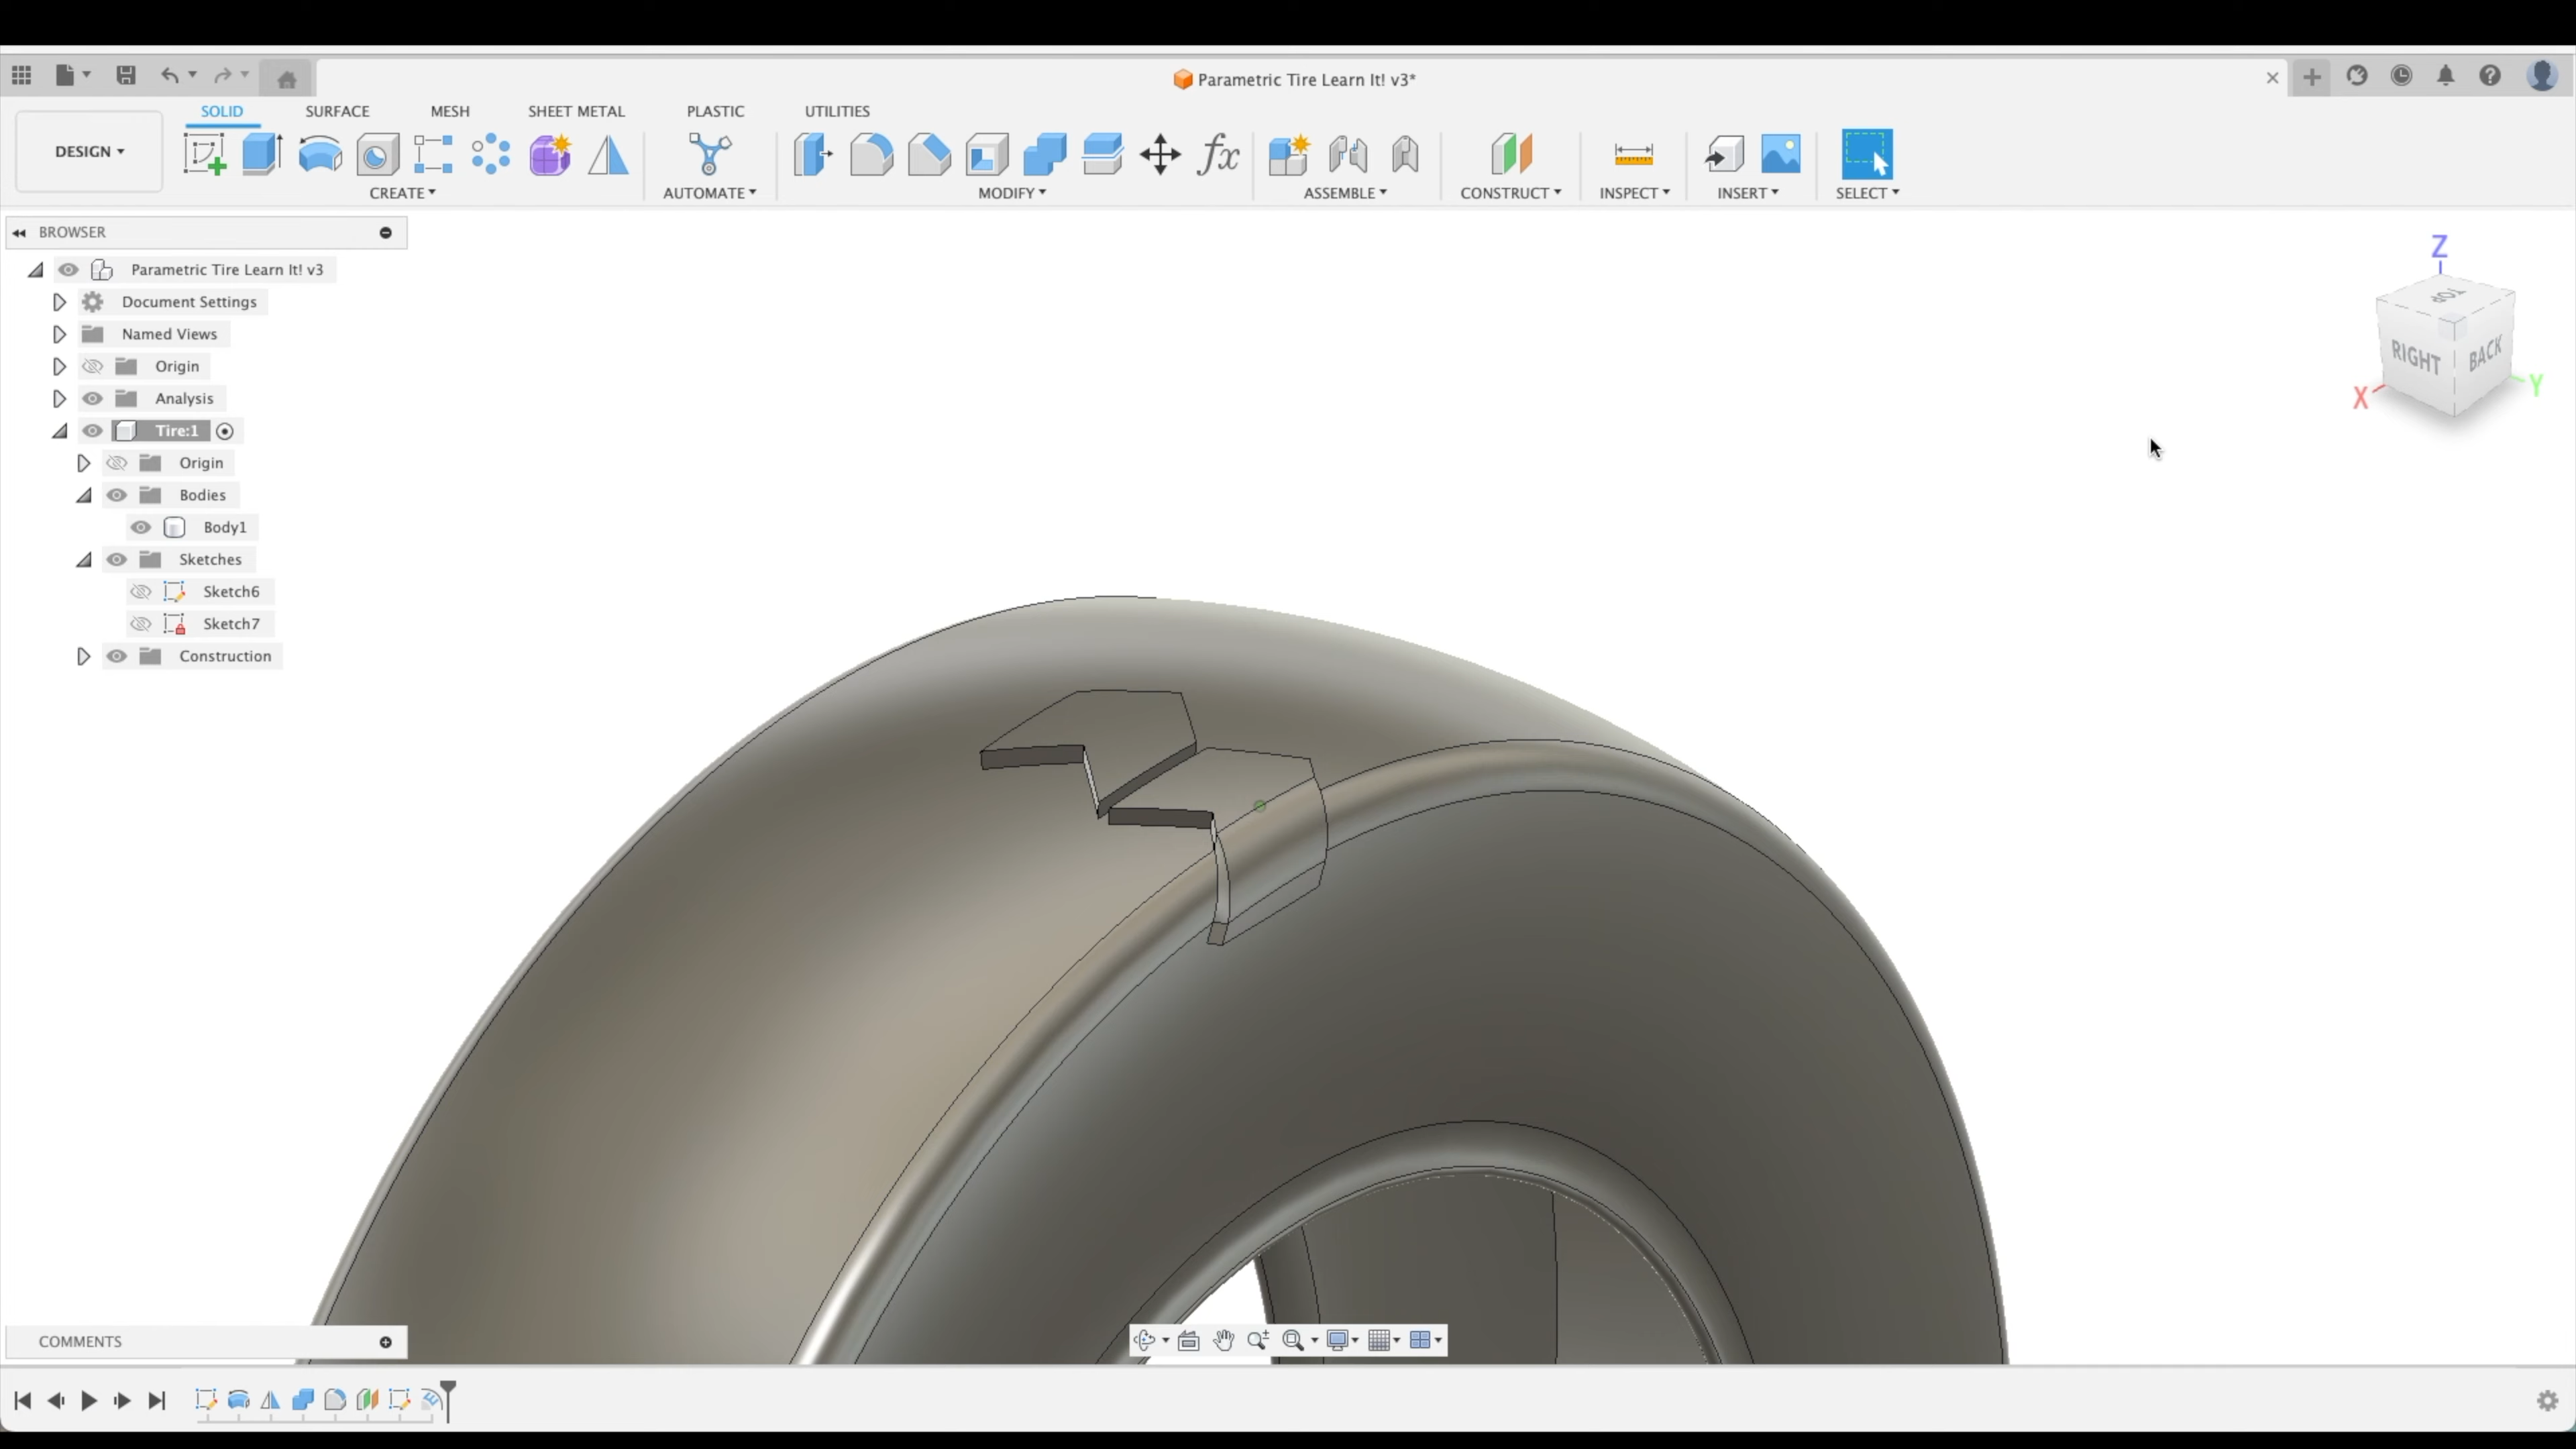 Parametric Tire Learn It! v3*
SOLID SURFACE MESH SHEET METAL PLASTIC UTILITIES
DESIGN
fx
CREATE AUTOMATE MODIFY ASSEMBLE CONSTRUCT INSPECT INSERT SELECT
BROWSER
Parametric Tire Learn It! v3
Document Settings
Named Views
Origin
Analysis
Tire:1
Origin
Bodies
Body1
Sketches
Sketch6
Sketch7
Construction
Z
TOP
RIGHT BACK
X Y
COMMENTS